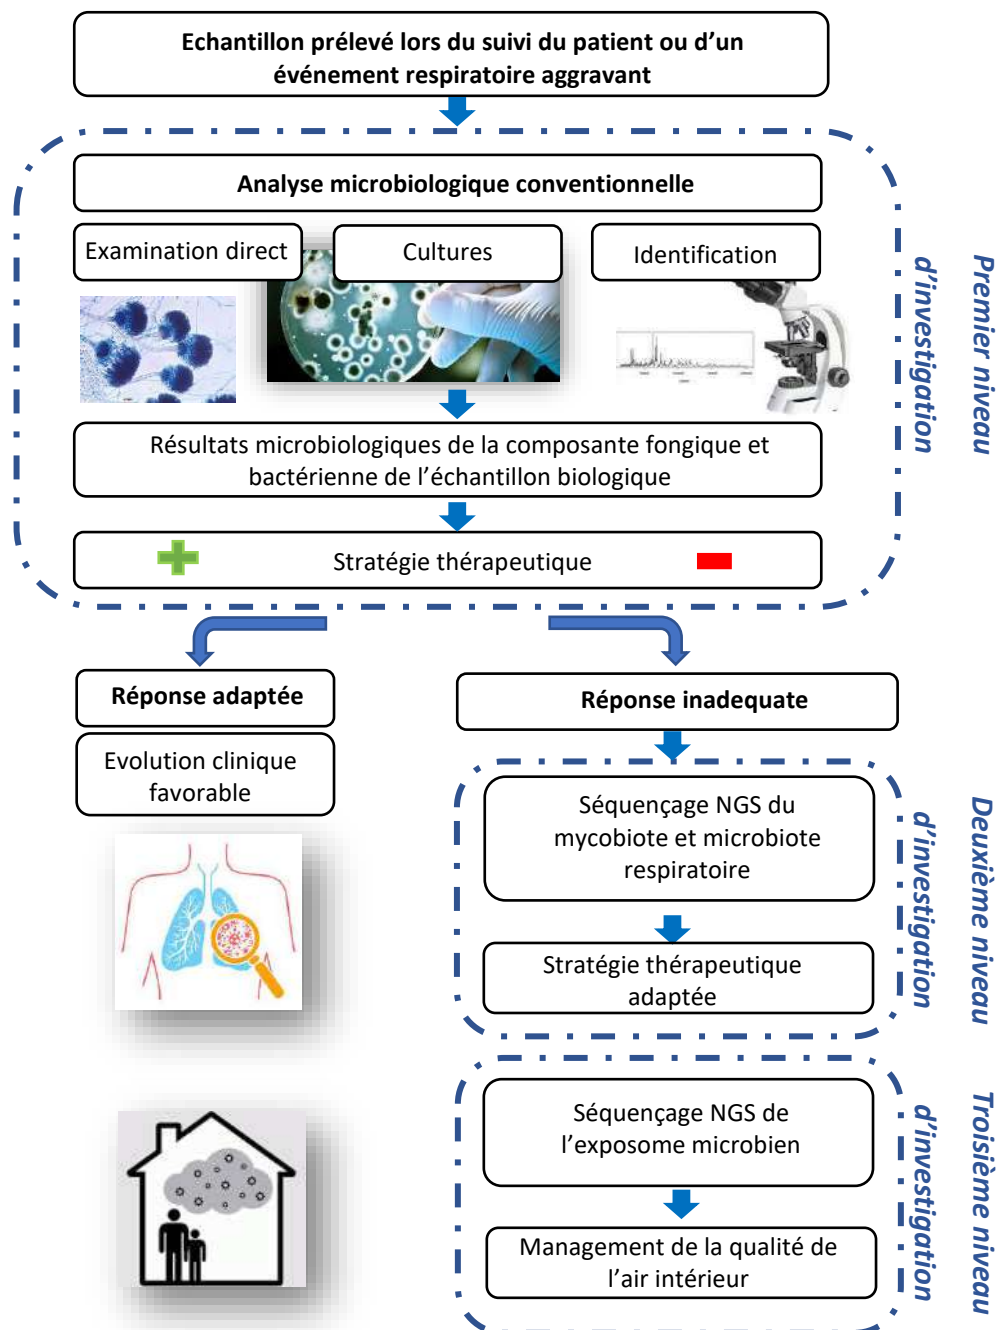 Echantillon prélevé lors du suivi du patient ou d'un
événement respiratoire aggravant
Analyse microbiologique conventionnelle
Examination direct
Cultures
Identification
Résultats microbiologiques de la composante fongique et
bactérienne de l'échantillon biologique
Stratégie thérapeutique
Premier niveau
d'investigation
Réponse adaptée
Evolution clinique
favorable
Réponse inadequate
Séquençage NGS du
mycobiote et microbiote
respiratoire
Stratégie thérapeutique
adaptée
Deuxième niveau
d'investigation
Séquençage NGS de
l'exposome microbien
Management de la qualité de
l'air intérieur
Troisième niveau
d'investigation